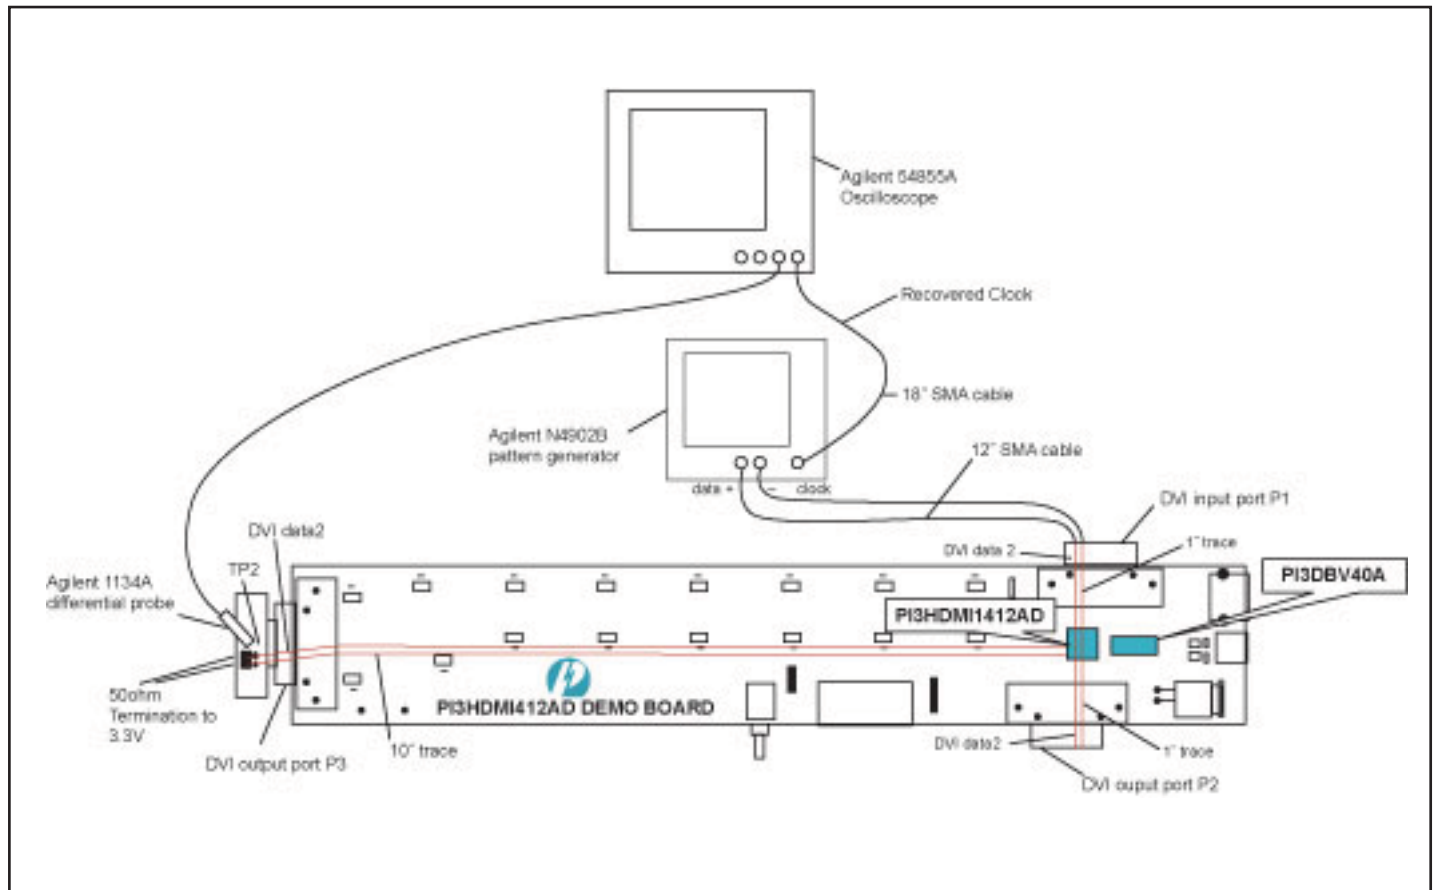 Agilent 54855A
Oscilloscope
Recovered Clock
18" SMA cable
Agilent N4902B
pattern generator
12" SMA cable
data +
–
clock
DVI input port P1
DVI data2
DVI data 2
1" trace
TP2
PI3DBV40A
Agilent 1134A
differential probe
PI3HDMI1412AD
50ohm
Termination to
3.3V
PI3HDMI412AD DEMO BOARD
DVI data2
10" trace
1" trace
DVI output port P3
DVI ouput port P2